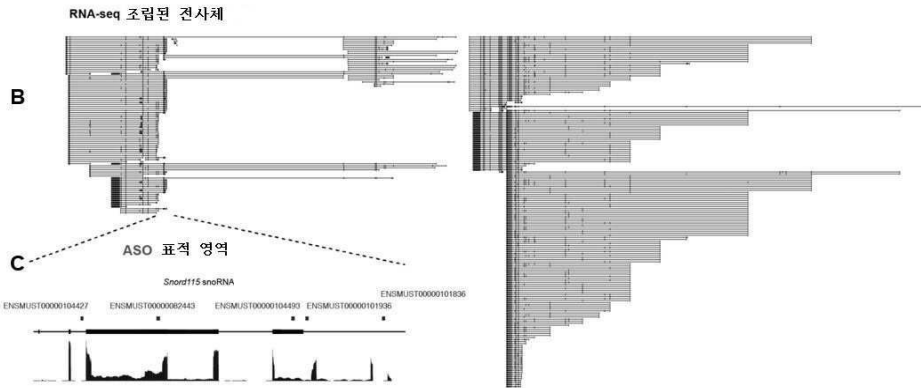 RNA-seq 조립된 전사체
B
ASO 표적 영역
C
Snord115 snoRNA
ENSMUST00000101836
ENSMUST00000104427 ENSMUST00000082443 ENSMUST00000104493 ENSMUST00000101936